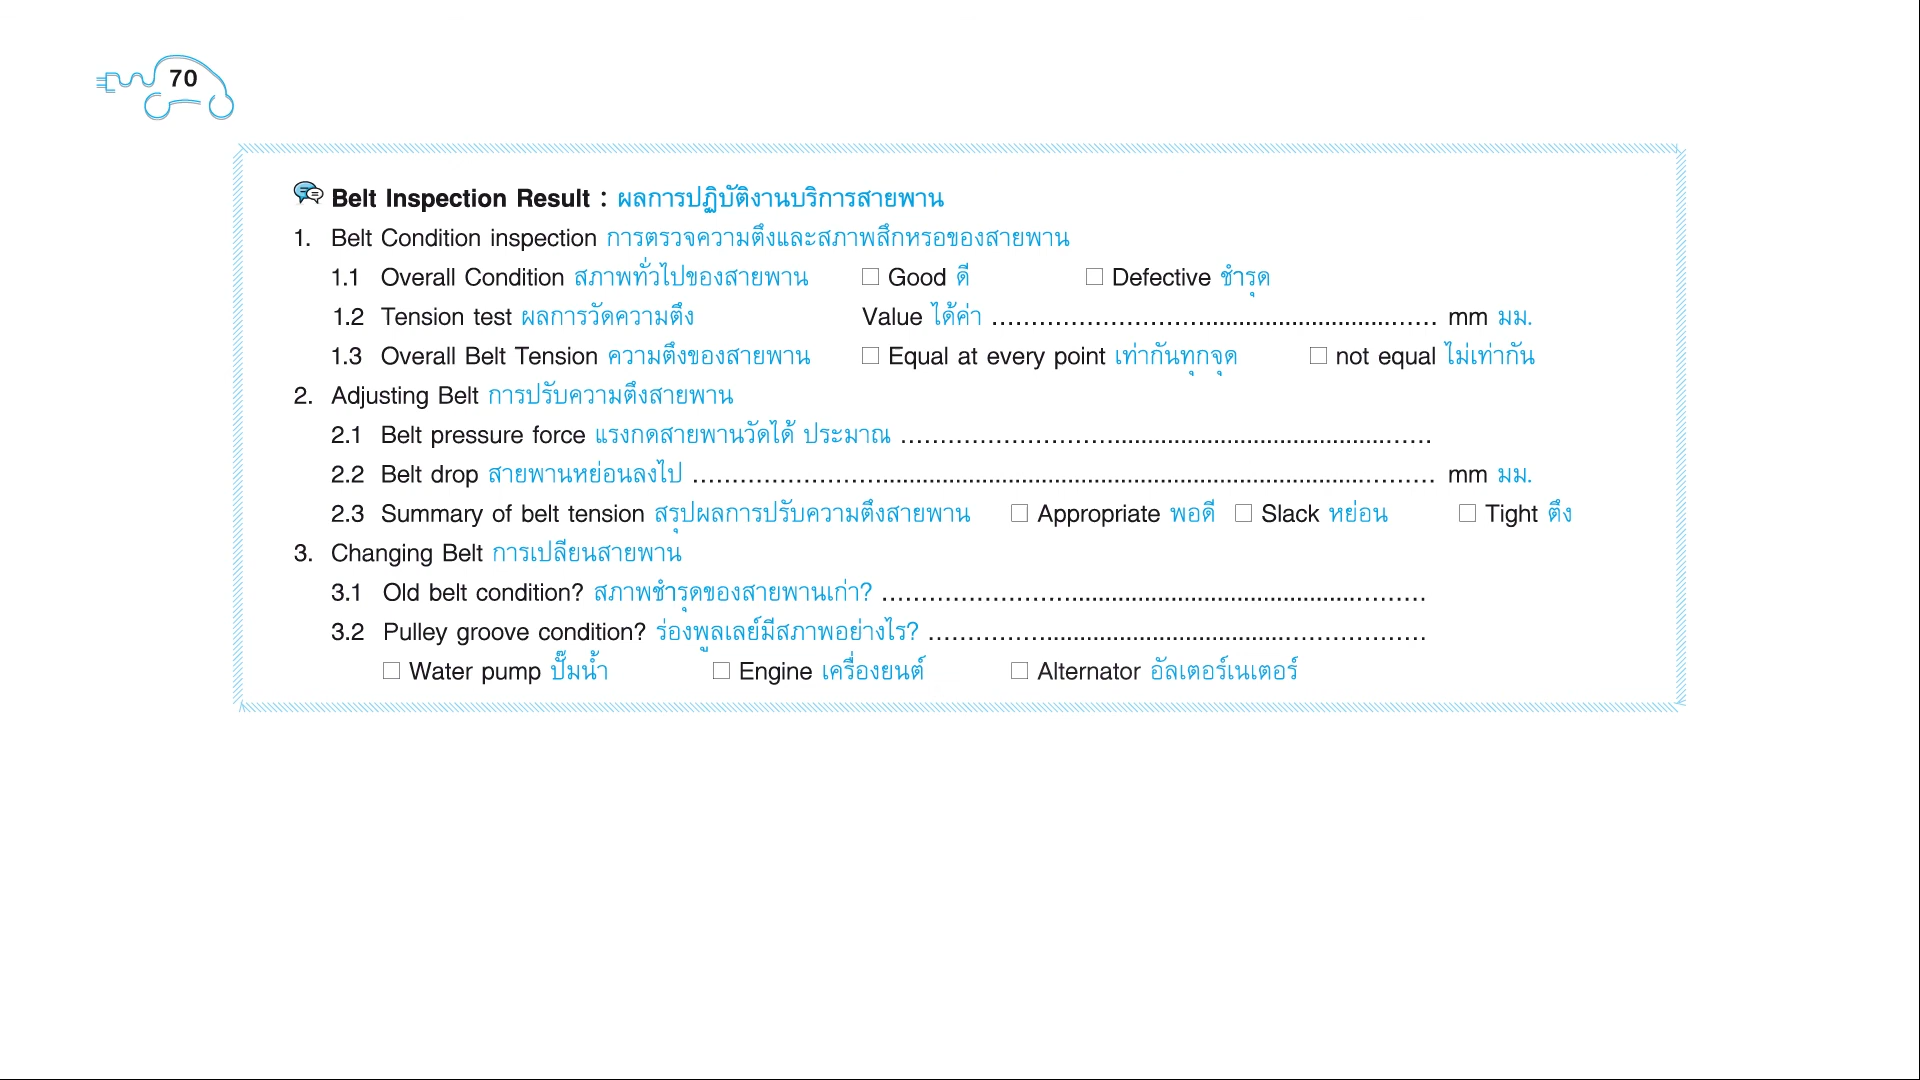 70
Belt Inspection Result : ผลการปฏิบัติงานบริการสายพาน
1. Belt Condition inspection การตรวจความตึงและสภาพสึกหรอของสายพาน
1.1 Overall Condition สภาพทั่วไปของสายพาน ☐ Good ดี ☐ Defective ชำรุด
1.2 Tension test ผลการวัดความตึง Value ได้ค่า ........................................................ mm มม.
1.3 Overall Belt Tension ความตึงของสายพาน ☐ Equal at every point เท่ากันทุกจุด ☐ not equal ไม่เท่ากัน
2. Adjusting Belt การปรับความตึงสายพาน
2.1 Belt pressure force แรงกดสายพานวัดได้ ประมาณ ........................................................
2.2 Belt drop สายพานหย่อนลงไป ........................................................ mm มม.
2.3 Summary of belt tension สรุปผลการปรับความตึงสายพาน ☐ Appropriate พอดี ☐ Slack หย่อน ☐ Tight ตึง
3. Changing Belt การเปลี่ยนสายพาน
3.1 Old belt condition? สภาพชำรุดของสายพานเก่า? ........................................................
3.2 Pulley groove condition? ร่องพูลเลย์มีสภาพอย่างไร? ........................................................
☐ Water pump ปั๊มน้ำ ☐ Engine เครื่องยนต์ ☐ Alternator อัลเตอร์เนเตอร์